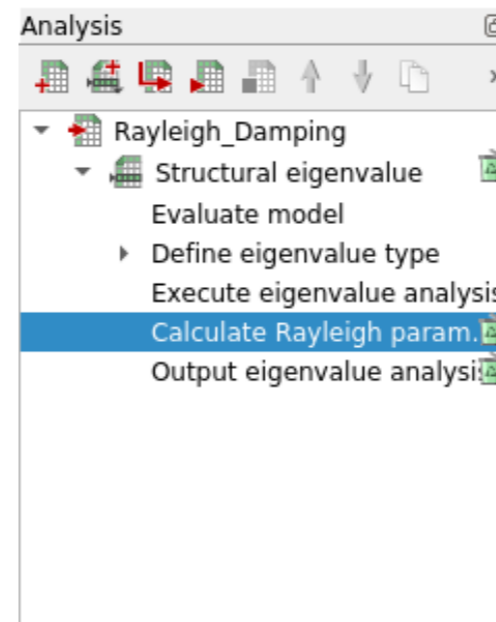 Analysis
Rayleigh_Damping
Structural eigenvalue
Evaluate model
Define eigenvalue type
Execute eigenvalue analysis
Calculate Rayleigh param.
Output eigenvalue analysis